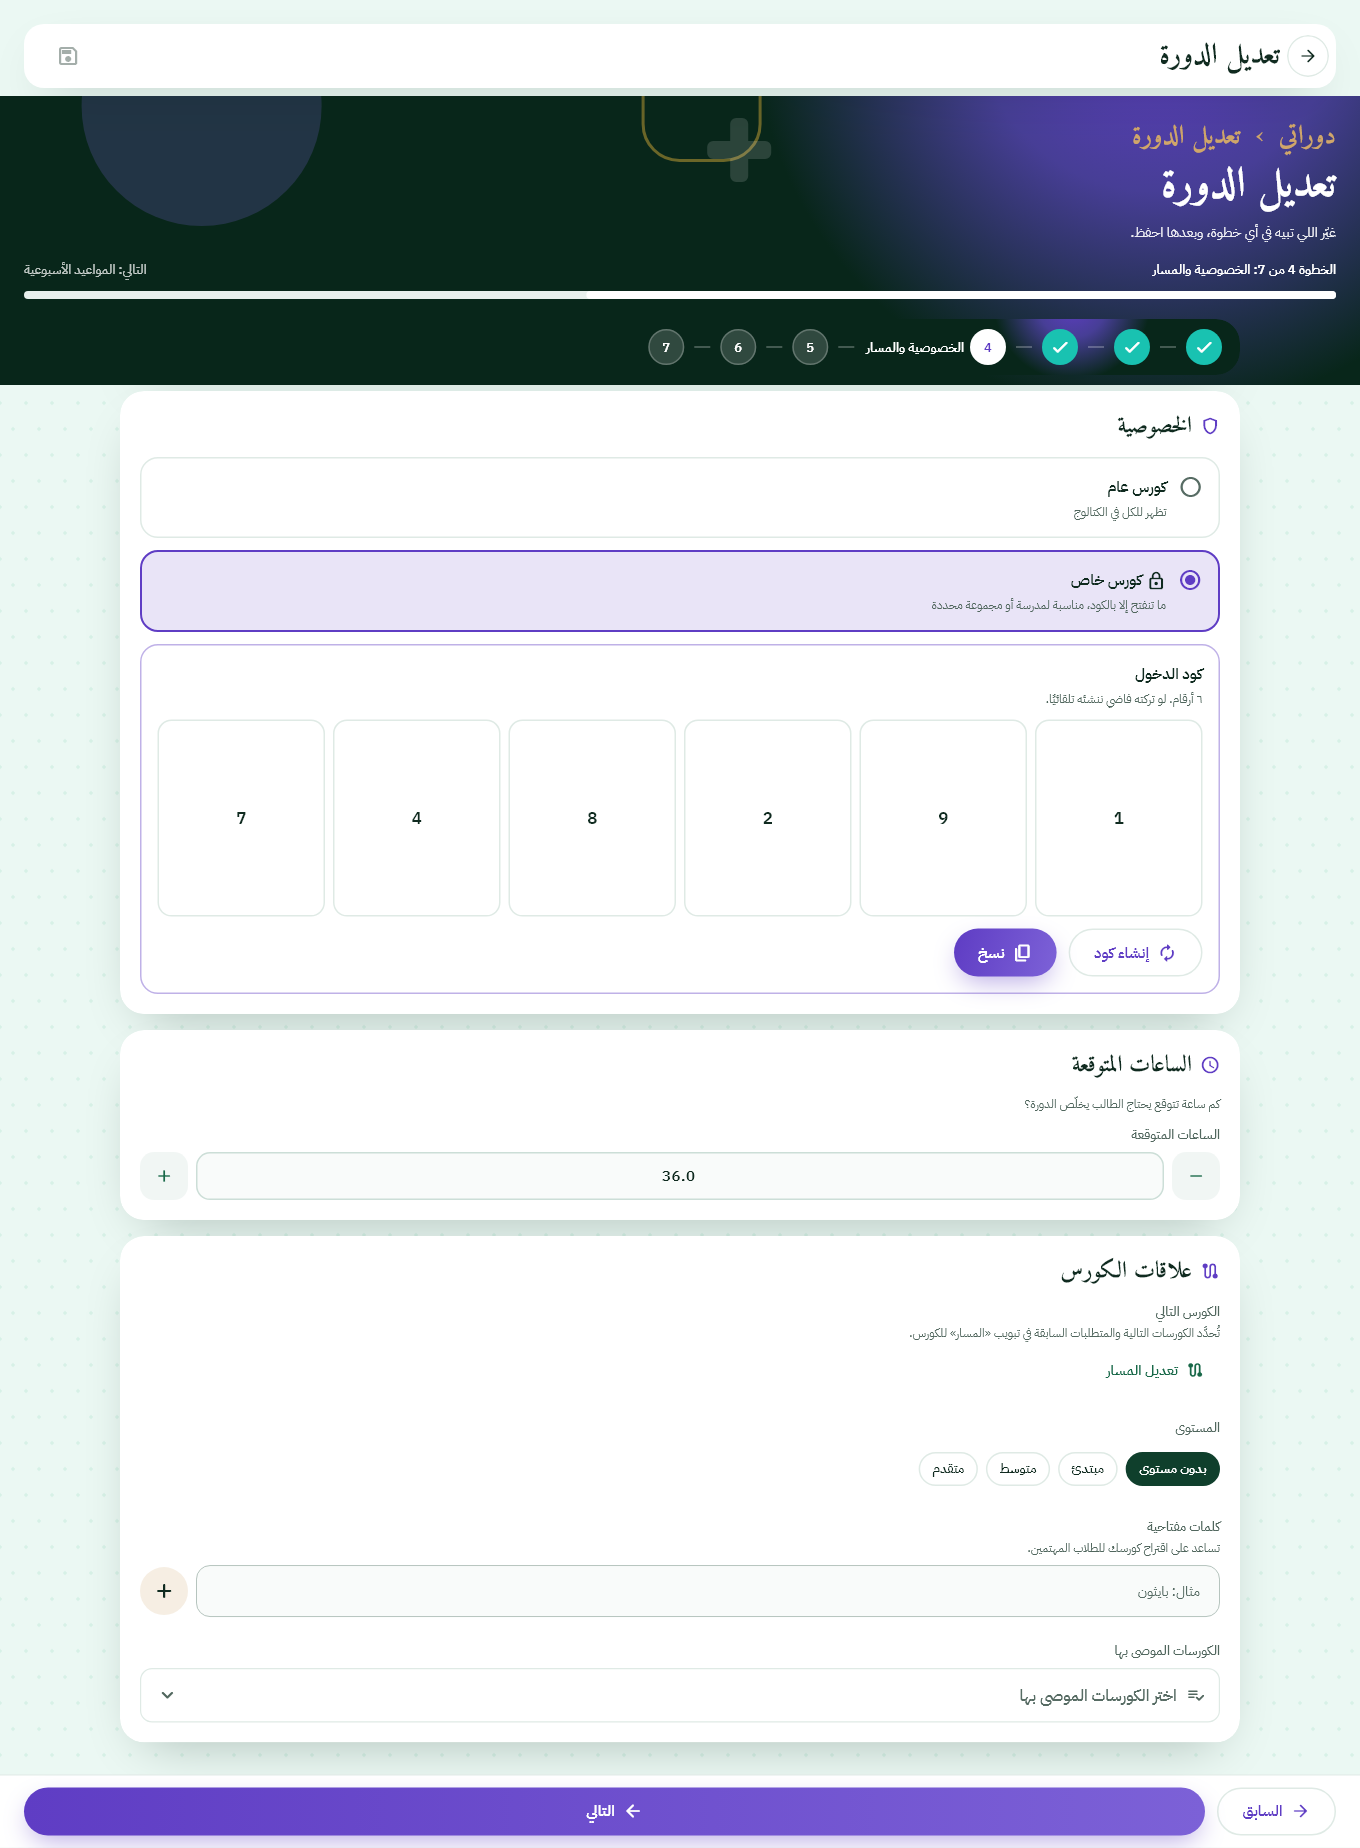 تعديل الدورة
دوراتي › تعديل الدورة
تعديل الدورة
غيّر اللي تبيه في أي خطوة، وبعدها احفظ.
الخطوة 4 من 7: الخصوصية والمسار
التالي: المواعيد الأسبوعية
4 الخصوصية والمسار 5 6 7
الخصوصية
كورس عام
تظهر للكل في الكتالوج
كورس خاص
ما تنفتح إلا بالكود، مناسبة لمدرسة أو مجموعة محددة
كود الدخول
٦ أرقام. لو تركته فاضي ننشئه تلقائيًا.
1 9 2 8 4 7
إنشاء كود
نسخ
الساعات المتوقعة
كم ساعة تتوقع يحتاج الطالب يخلّص الدورة؟
الساعات المتوقعة
− 36.0 +
علاقات الكورس
الكورس التالي
تُحدَّد الكورسات التالية والمتطلبات السابقة في تبويب «المسار» للكورس.
تعديل المسار
المستوى
بدون مستوى مبتدئ متوسط متقدم
كلمات مفتاحية
تساعد على اقتراح كورسك للطلاب المهتمين.
مثال: بايثون
الكورسات الموصى بها
اختر الكورسات الموصى بها
السابق
التالي